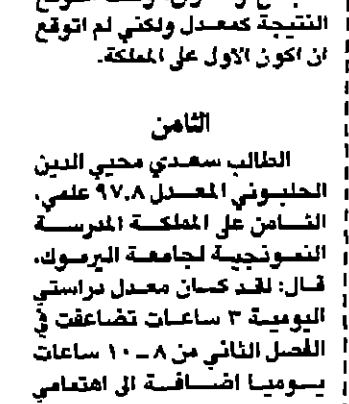 النتيجة كمعدل ولكني لم اتوقع
ان اكون الاول على المملكة.
الثامن
الطالب سعدي محيي الدين
الحلبوني المعدل ٩٧,٨ علمي،
الثامن على المملكة المدرسة
النموذجية لجامعة اليرموك،
قال: لقد كان معدل دراستي
اليومية ٣ ساعات تضاعفت في
الفصل الثاني من ٨ ـ ١٠ ساعات
يوميا اضافة الى اهتمامي